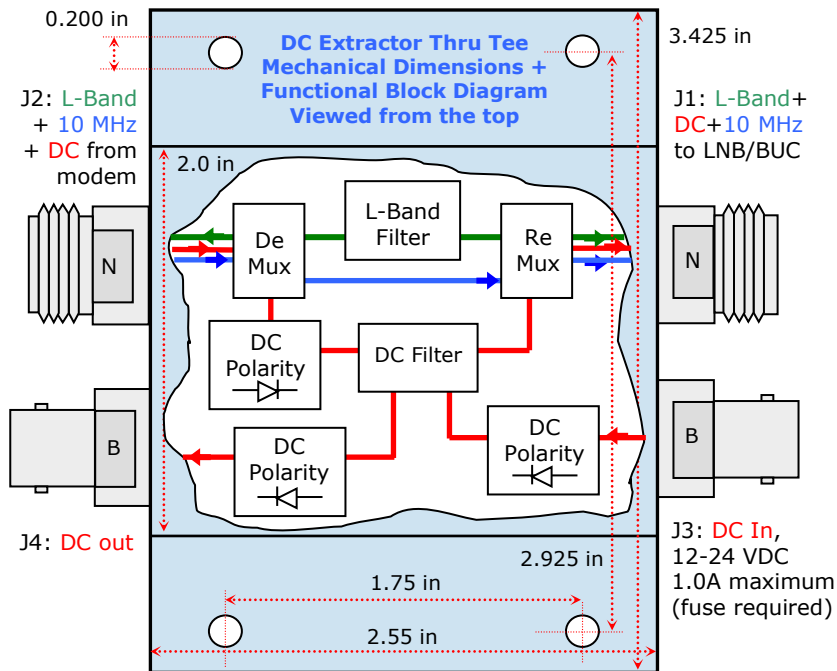 0.200 in
DC Extractor Thru Tee
Mechanical Dimensions +
Functional Block Diagram
Viewed from the top
3.425 in
J2: L-Band
+ 10 MHz
+ DC from
modem
J1: L-Band+
DC+10 MHz
to LNB/BUC
2.0 in
L-Band
Filter
De
Mux
Re
Mux
N
N
DC
Polarity
DC Filter
DC
Polarity
DC
Polarity
B
B
J4: DC out
J3: DC In,
12-24 VDC
1.0A maximum
(fuse required)
2.925 in
1.75 in
2.55 in